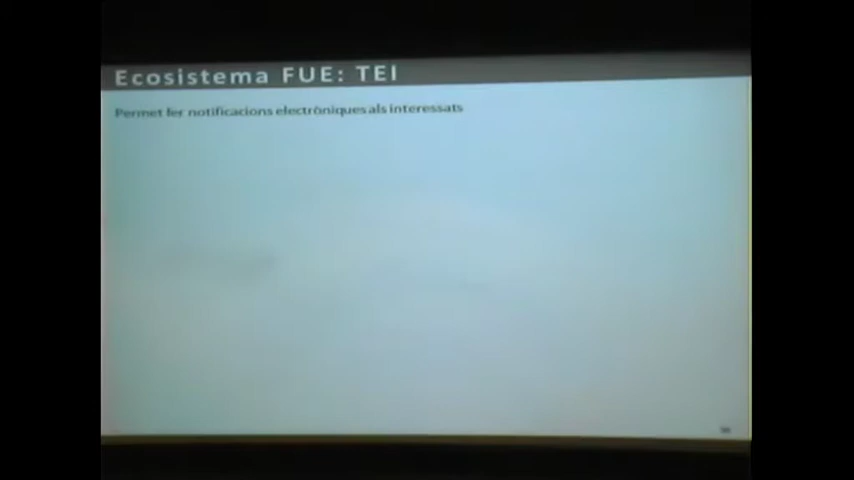 Ecosistema FUE: TEI
Permet fer notificacions electròniques als interessats